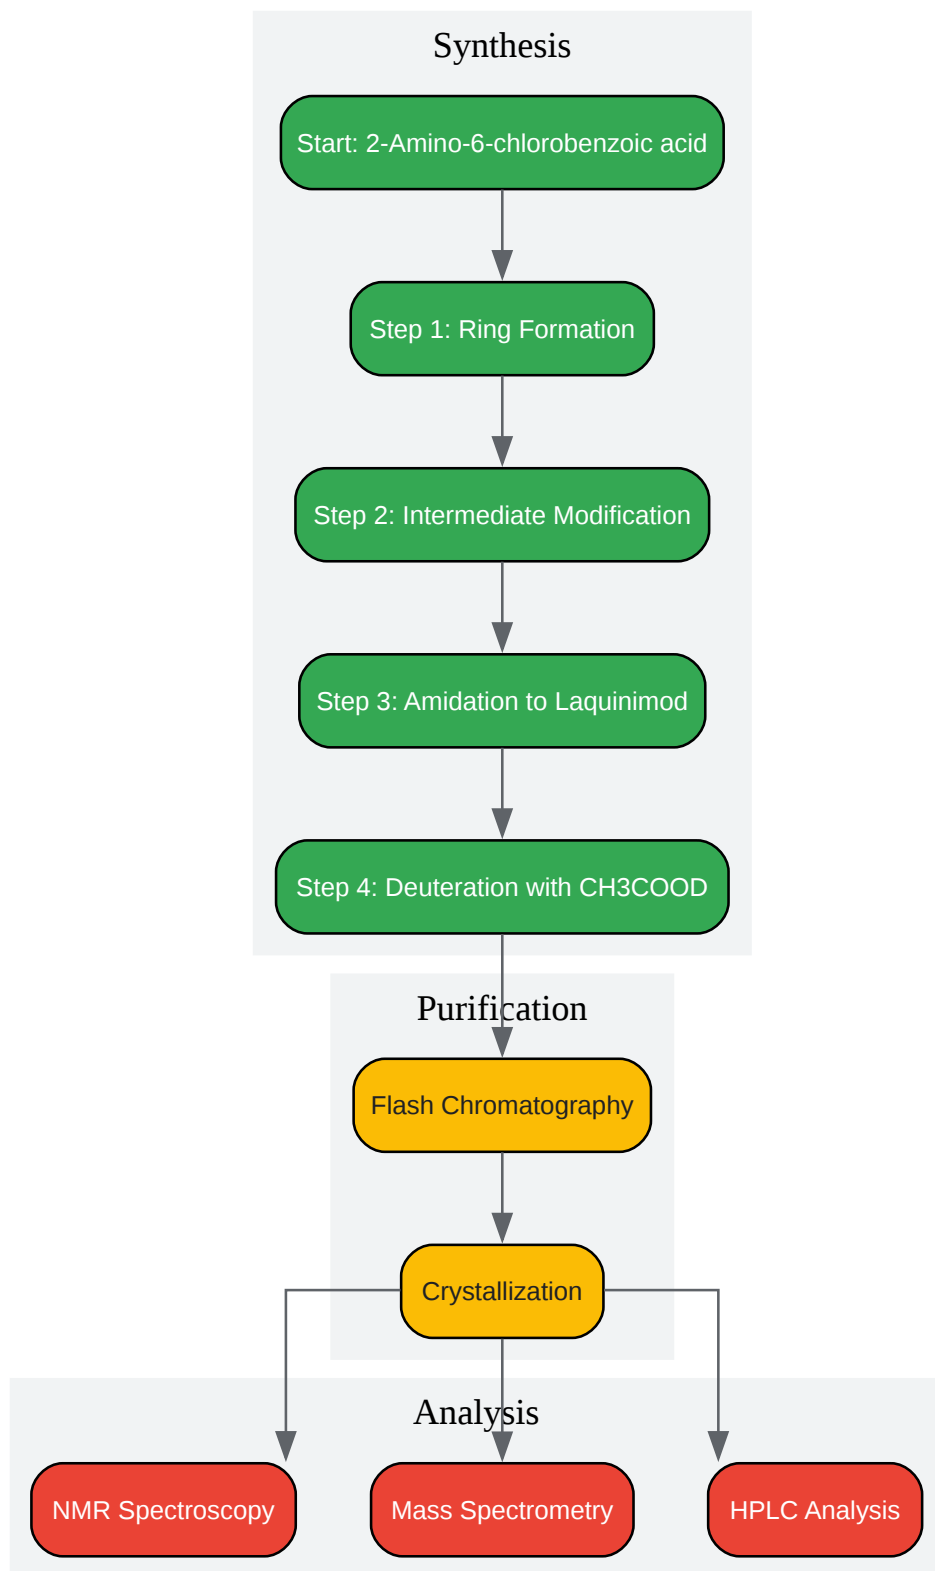 Synthesis
Start: 2-Amino-6-chlorobenzoic acid
Step 1: Ring Formation
Step 2: Intermediate Modification
Step 3: Amidation to Laquinimod
Step 4: Deuteration with CH3COOD
Purification
Flash Chromatography
Crystallization
Analysis
NMR Spectroscopy
Mass Spectrometry
HPLC Analysis